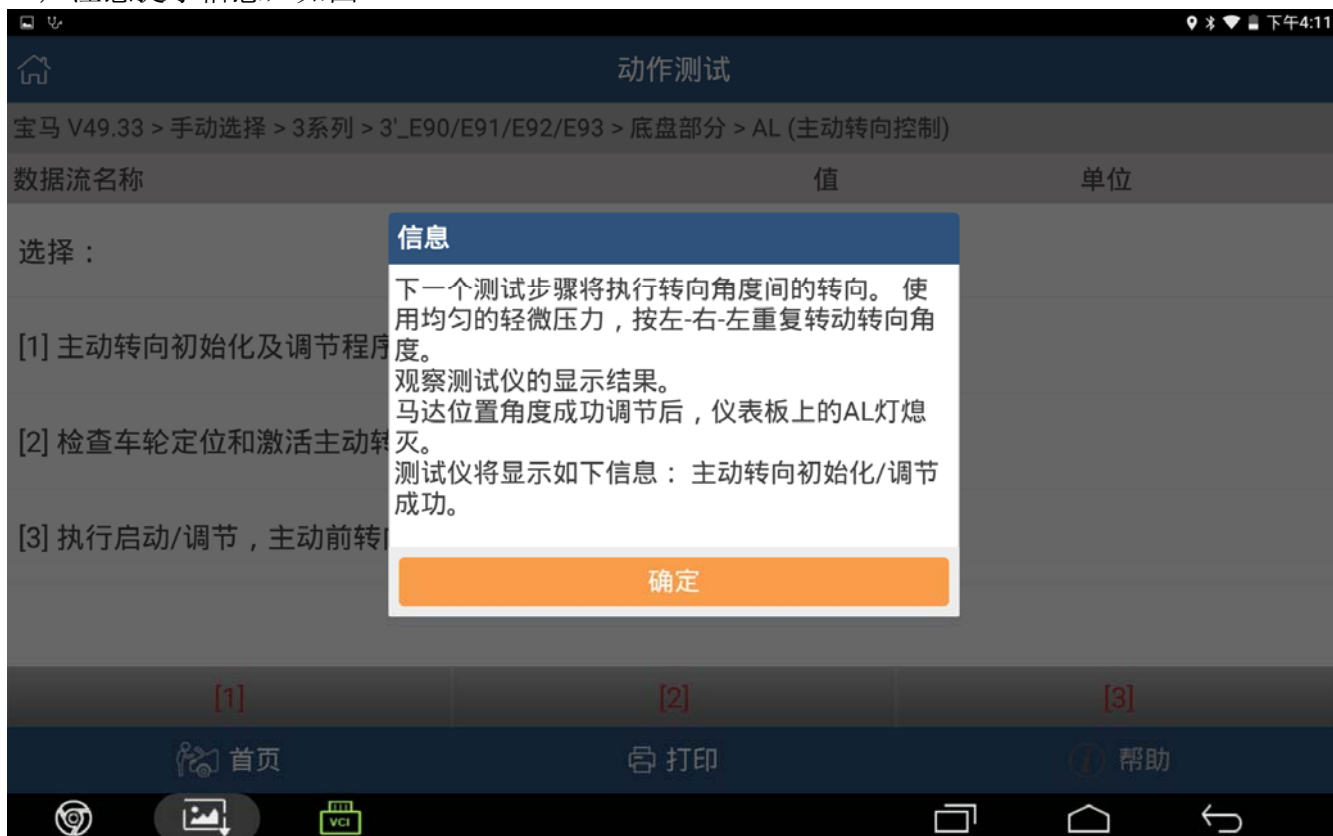 下午4:11
动作测试
宝马 V49.33 > 手动选择 > 3系列 > 3'_E90/E91/E92/E93 > 底盘部分 > AL (主动转向控制)
数据流名称 值 单位
选择：
[1] 主动转向初始化及调节程序
[2] 检查车轮定位和激活主动转
[3] 执行启动/调节，主动前转
信息
下一个测试步骤将执行转向角度间的转向。 使
用均匀的轻微压力，按左-右-左重复转动转向角
度。
观察测试仪的显示结果。
马达位置角度成功调节后，仪表板上的AL灯熄
灭。
测试仪将显示如下信息： 主动转向初始化/调节
成功。
确定
[1] [2] [3]
首页 打印 帮助
VCI